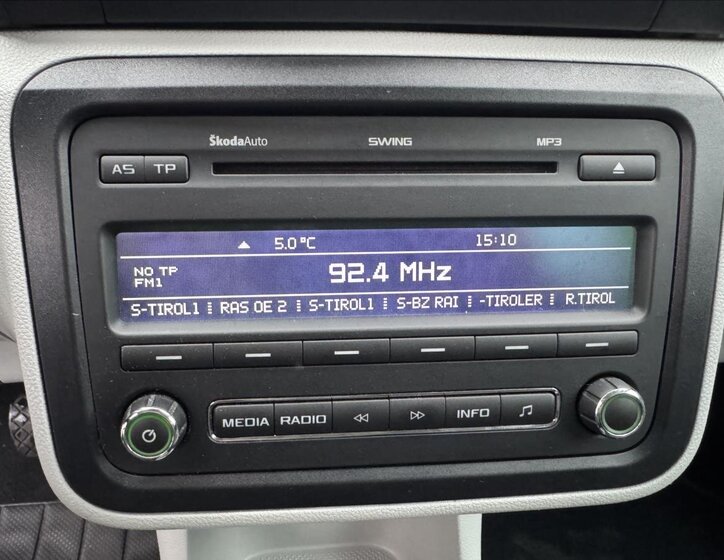 ŠkodaAuto SWING MP3
AS TP
5.0 °C 15:10
NO TP
FM1
92.4 MHz
S-TIROL1 RAS OE 2 S-TIROL1 S-BZ RAI -TIROLER R.TIROL
MEDIA RADIO INFO